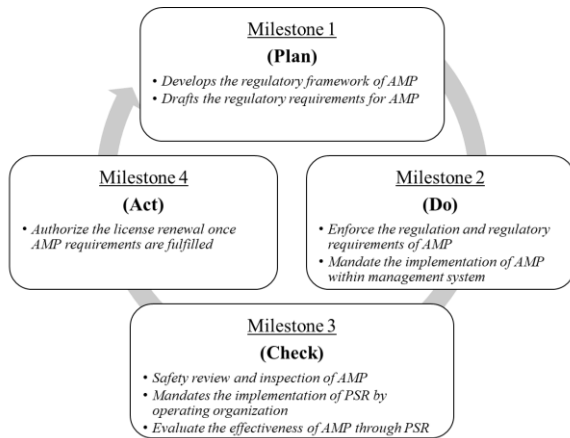 Milestone 1
(Plan)
• Develops the regulatory framework of AMP
• Drafts the regulatory requirements for AMP
Milestone 2
(Do)
• Enforce the regulation and regulatory
requirements of AMP
• Mandate the implementation of AMP
within management system
Milestone 3
(Check)
• Safety review and inspection of AMP
• Mandates the implementation of PSR by
operating organization
• Evaluate the effectiveness of AMP through PSR
Milestone 4
(Act)
• Authorize the license renewal once
AMP requirements are fulfilled